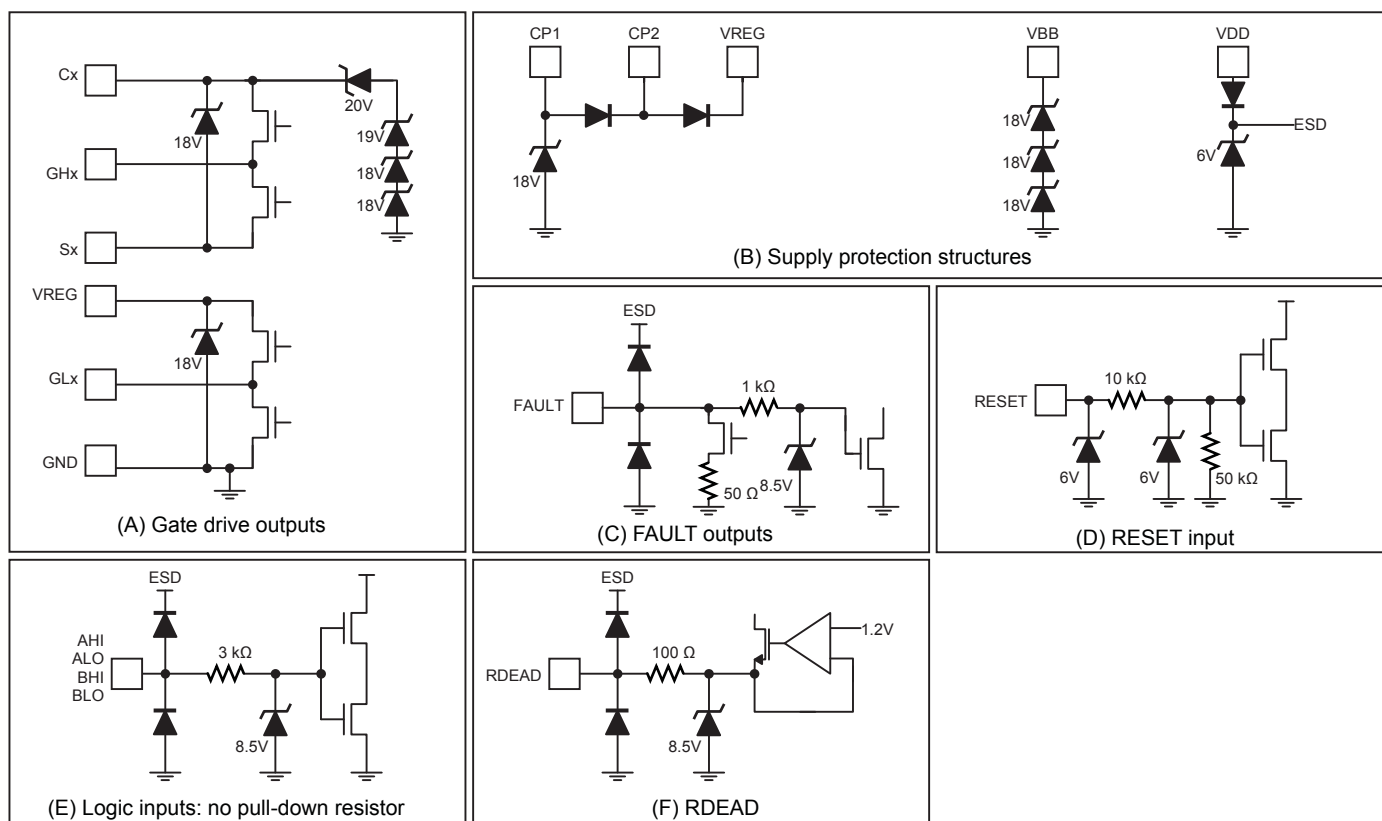 Cx
20V
18V
19V
GHx
18V
18V
Sx
VREG
18V
GLx
GND
(A) Gate drive outputs
CP1
CP2
VREG
VBB
VDD
18V
ESD
18V
6V
18V
18V
(B) Supply protection structures
ESD
FAULT
1 kΩ
50 Ω
8.5V
(C) FAULT outputs
RESET
10 kΩ
6V
6V
50 kΩ
(D) RESET input
ESD
AHI
ALO
BHI
BLO
3 kΩ
8.5V
(E) Logic inputs: no pull-down resistor
ESD
RDEAD
100 Ω
1.2V
8.5V
(F) RDEAD